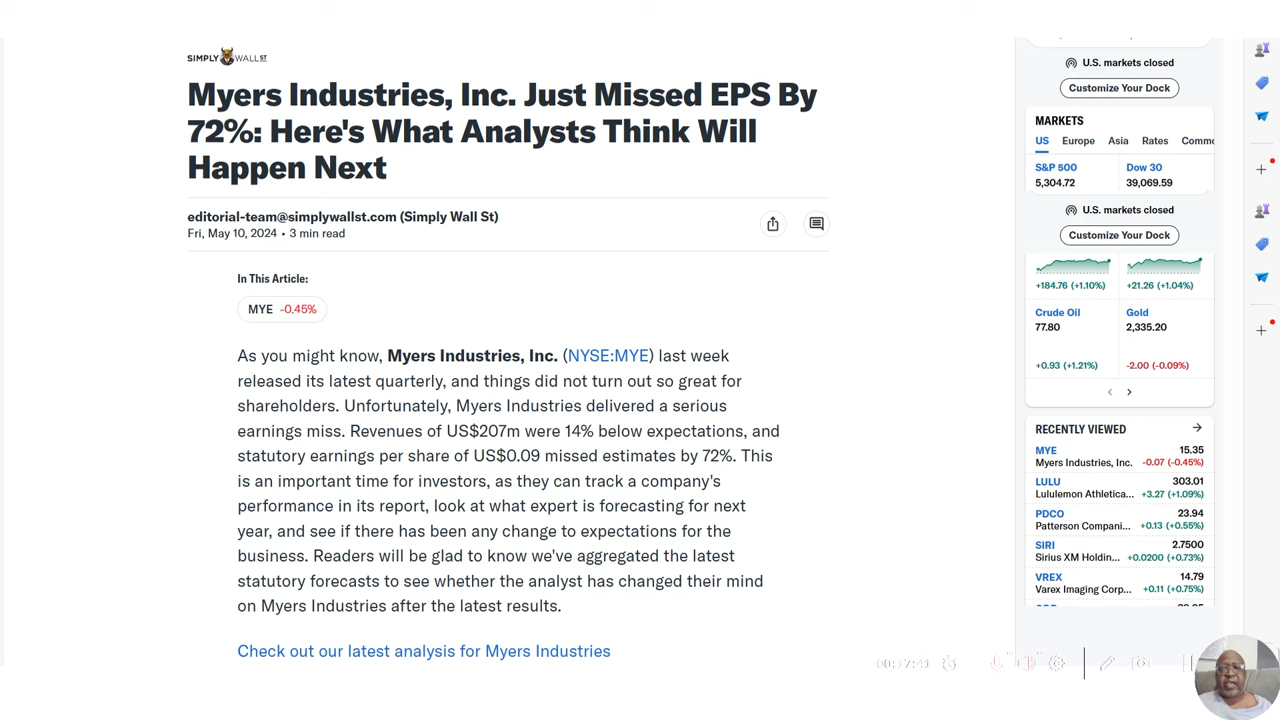 SIMPLY WALL ST
Myers Industries, Inc. Just Missed EPS By
72%: Here's What Analysts Think Will
Happen Next
editorial-team@simplywallst.com (Simply Wall St)
Fri, May 10, 2024 • 3 min read
In This Article:
MYE -0.45%
As you might know, Myers Industries, Inc. (NYSE:MYE) last week
released its latest quarterly, and things did not turn out so great for
shareholders. Unfortunately, Myers Industries delivered a serious
earnings miss. Revenues of US$207m were 14% below expectations, and
statutory earnings per share of US$0.09 missed estimates by 72%. This
is an important time for investors, as they can track a company's
performance in its report, look at what expert is forecasting for next
year, and see if there has been any change to expectations for the
business. Readers will be glad to know we've aggregated the latest
statutory forecasts to see whether the analyst has changed their mind
on Myers Industries after the latest results.
Check out our latest analysis for Myers Industries
U.S. markets closed
Customize Your Dock
MARKETS
US Europe Asia Rates Commo
S&P 500 Dow 30
5,304.72 39,069.59
U.S. markets closed
Customize Your Dock
+184.76 (+1.10%) +21.26 (+1.04%)
Crude Oil Gold
77.80 2,335.20
+0.93 (+1.21%) -2.00 (-0.09%)
RECENTLY VIEWED
MYE 15.35
Myers Industries, Inc. -0.07 (-0.45%)
LULU 303.01
Lululemon Athletica... +3.27 (+1.09%)
PDCO 23.94
Patterson Compani... +0.13 (+0.55%)
SIRI 2.7500
Sirius XM Holdin... +0.0200 (+0.73%)
VREX 14.79
Varex Imaging Corp... +0.11 (+0.75%)